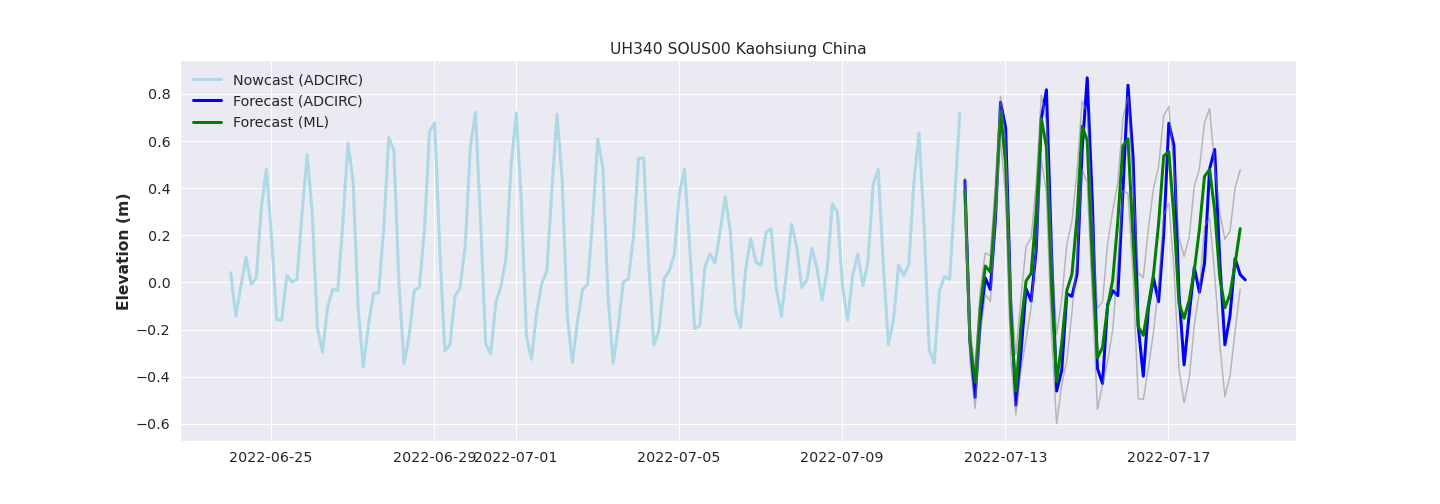 UH340 SOUS00 Kaohsiung China
Nowcast (ADCIRC)
Forecast (ADCIRC)
Forecast (ML)
Elevation (m)
0.8
0.6
0.4
0.2
0.0
−0.2
−0.4
−0.6
2022-06-25 2022-06-29 2022-07-01 2022-07-05 2022-07-09 2022-07-13 2022-07-17